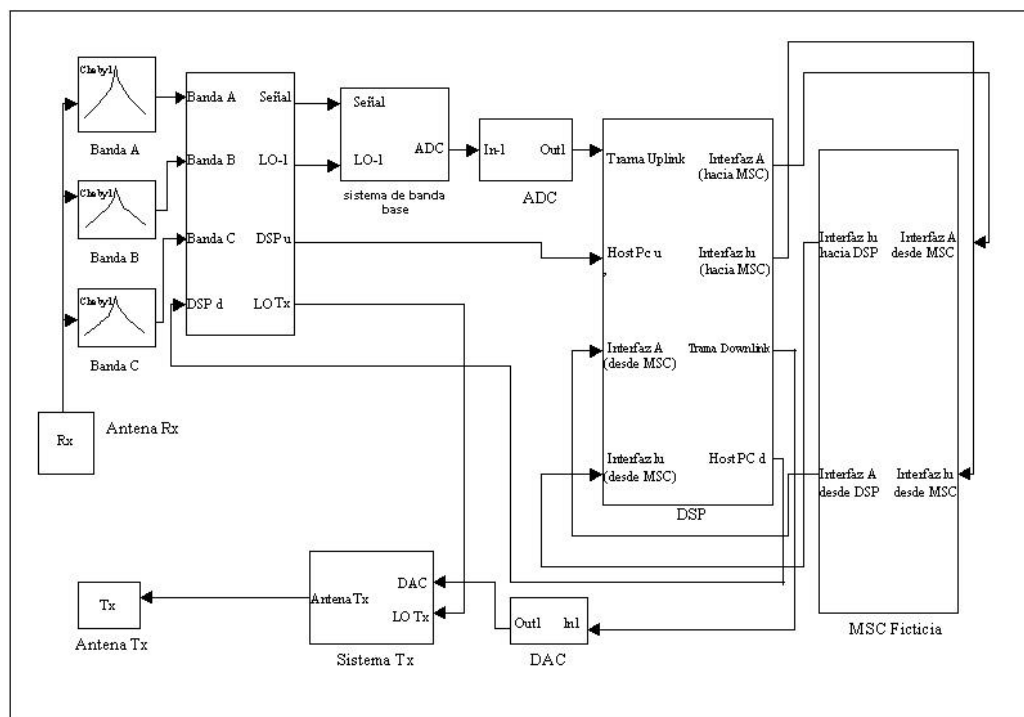 Cheby1
Banda A
Cheby1
Banda B
Cheby1
Banda C
Rx
Antena Rx
Banda A
Señal
Banda B
LO-1
Banda C
DSP u
DSP d
LO Tx
Señal
LO-1
ADC
sistema de banda
base
In-1
Out1
ADC
Trama Uplink
Interfaz A
(hacia MSC)
Host Pc u
,
Interfaz Iu
(hacia MSC)
Interfaz A
(desde MSC)
Trama Downlink
Interfaz Iu
(desde MSC)
Host PC d
DSP
Interfaz Iu
hacia DSP
Interfaz A
desde MSC
Interfaz A
desde DSP
Interfaz Iu
desde MSC
MSC Ficticia
Tx
Antena Tx
Antena Tx
DAC
LO Tx
Sistema Tx
Out1
In1
DAC